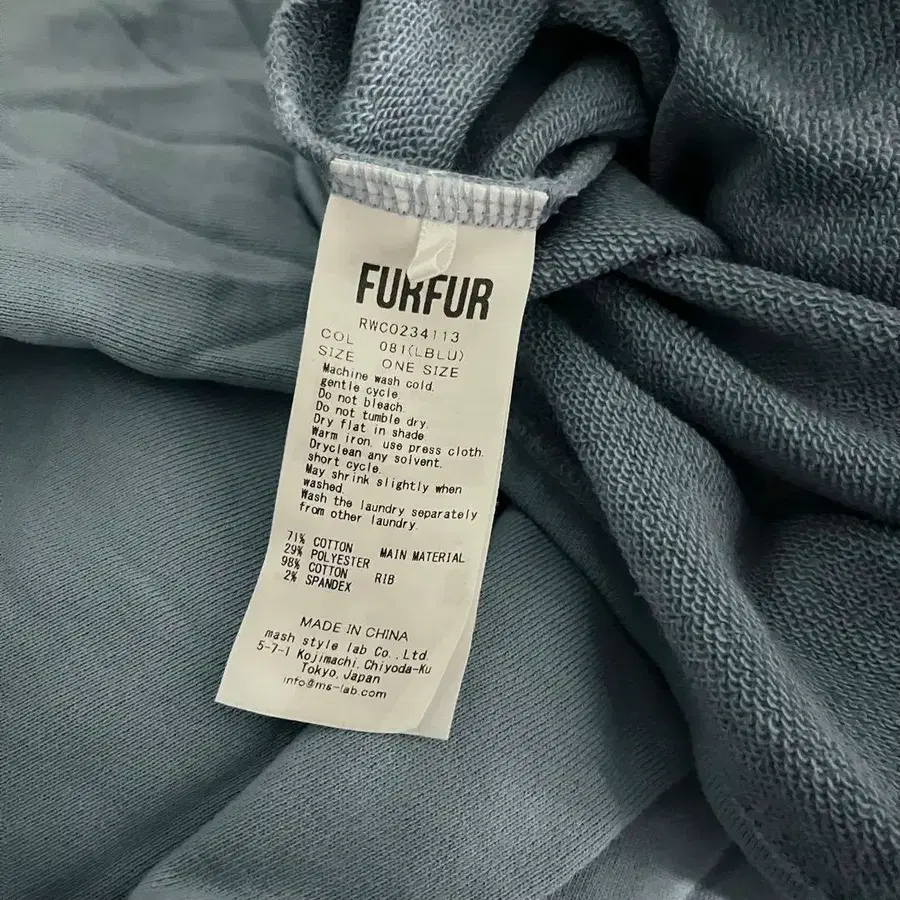 FURFUR
RWC0234113
COL 081(LBLU)
SIZE ONE SIZE
Machine wash cold.
gentle cycle
Do not bleach.
Do not tumble dry.
Dry flat in shade
Warm iron. use press cloth.
Dryclean any solvent.
short cycle.
May shrink slightly when
washed.
Wash the laundry separately
from other laundry.
71% COTTON MAIN MATERIAL
29% POLYESTER
98% COTTON RIB
2% SPANDEX
MADE IN CHINA
mash style lab Co., Ltd.
5-7-1 Kojimachi, Chiyoda-Ku
Tokyo, Japan
info@ms-lab.com